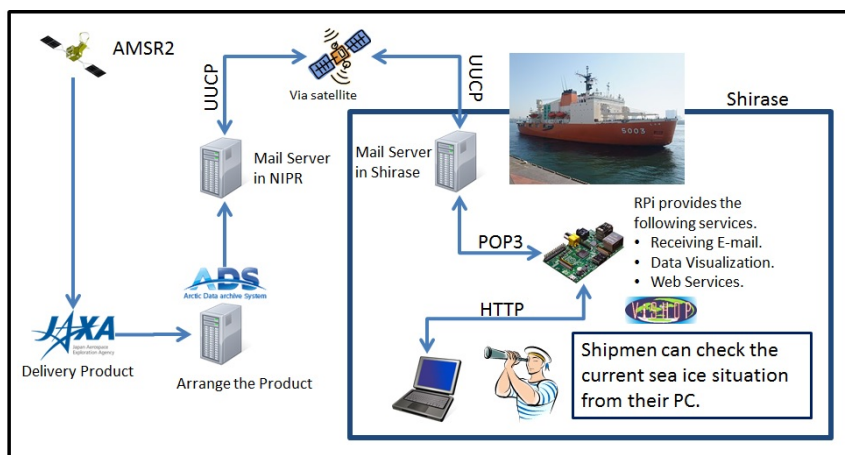 AMSR2
UUCP
Via satellite
UUCP
Shirase
5003
Mail Server
in NIPR
Mail Server
in Shirase
RPi provides the
following services.
• Receiving E-mail.
• Data Visualization.
• Web Services.
POP3
ADS
Arctic Data archive System
HTTP
JAXA
Japan Aerospace
Exploration Agency
Delivery Product
Arrange the Product
Shipmen can check the
current sea ice situation
from their PC.